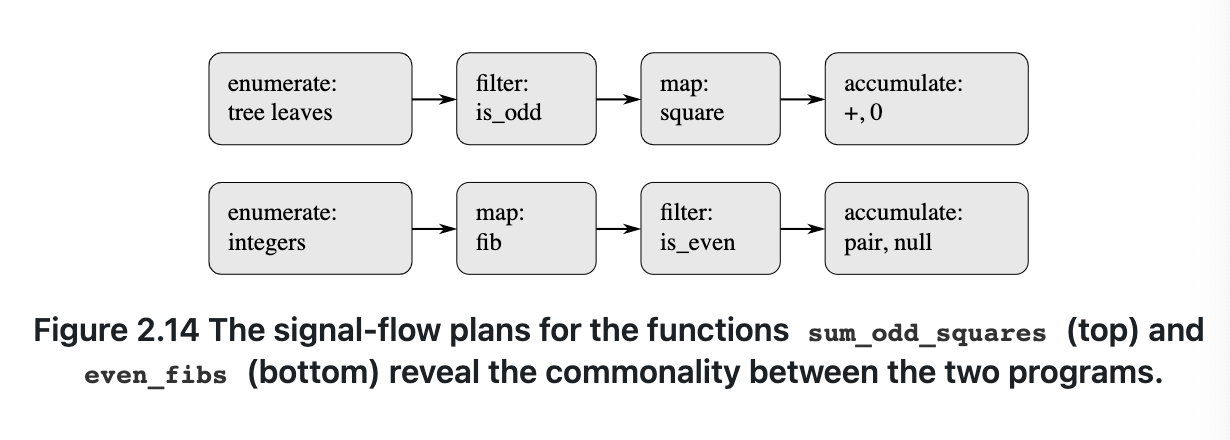 enumerate:
tree leaves
filter:
is_odd
map:
square
accumulate:
+, 0
enumerate:
integers
map:
fib
filter:
is_even
accumulate:
pair, null
Figure 2.14 The signal-flow plans for the functions sum_odd_squares (top) and
even_fibs (bottom) reveal the commonality between the two programs.